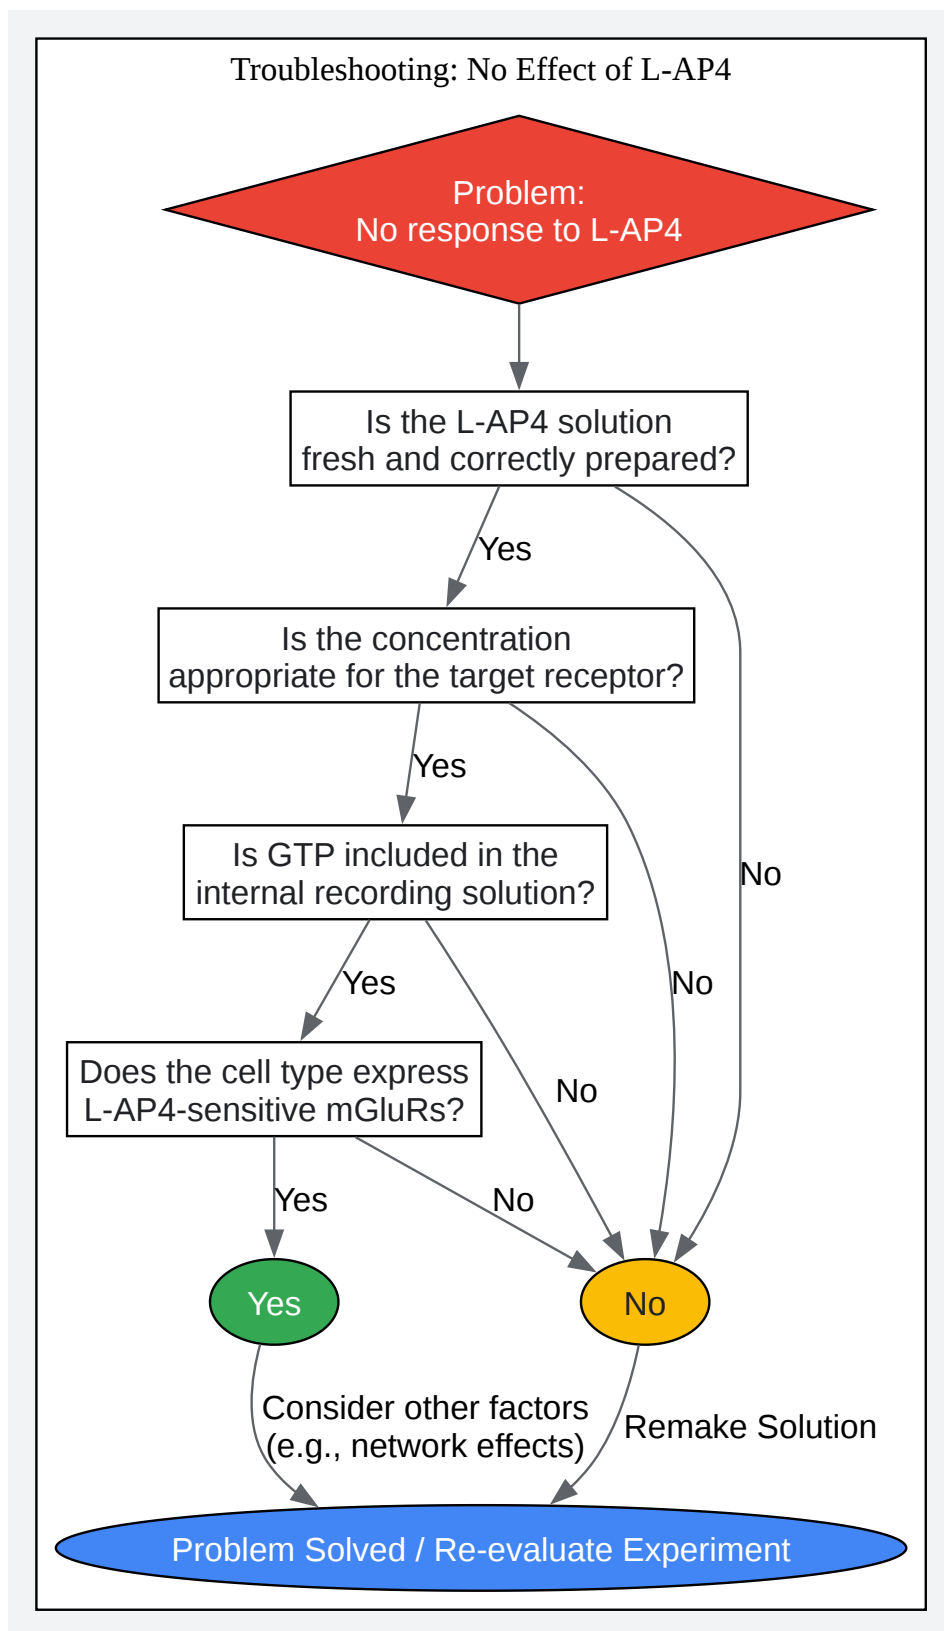 Troubleshooting: No Effect of L-AP4
Problem:
No response to L-AP4
Is the L-AP4 solution
fresh and correctly prepared?
Yes
Is the concentration
appropriate for the target receptor?
Yes
Is GTP included in the
internal recording solution?
No
Yes
No
Does the cell type express
L-AP4-sensitive mGluRs?
No
Yes
No
Yes
No
Consider other factors
(e.g., network effects)
Remake Solution
Problem Solved / Re-evaluate Experiment